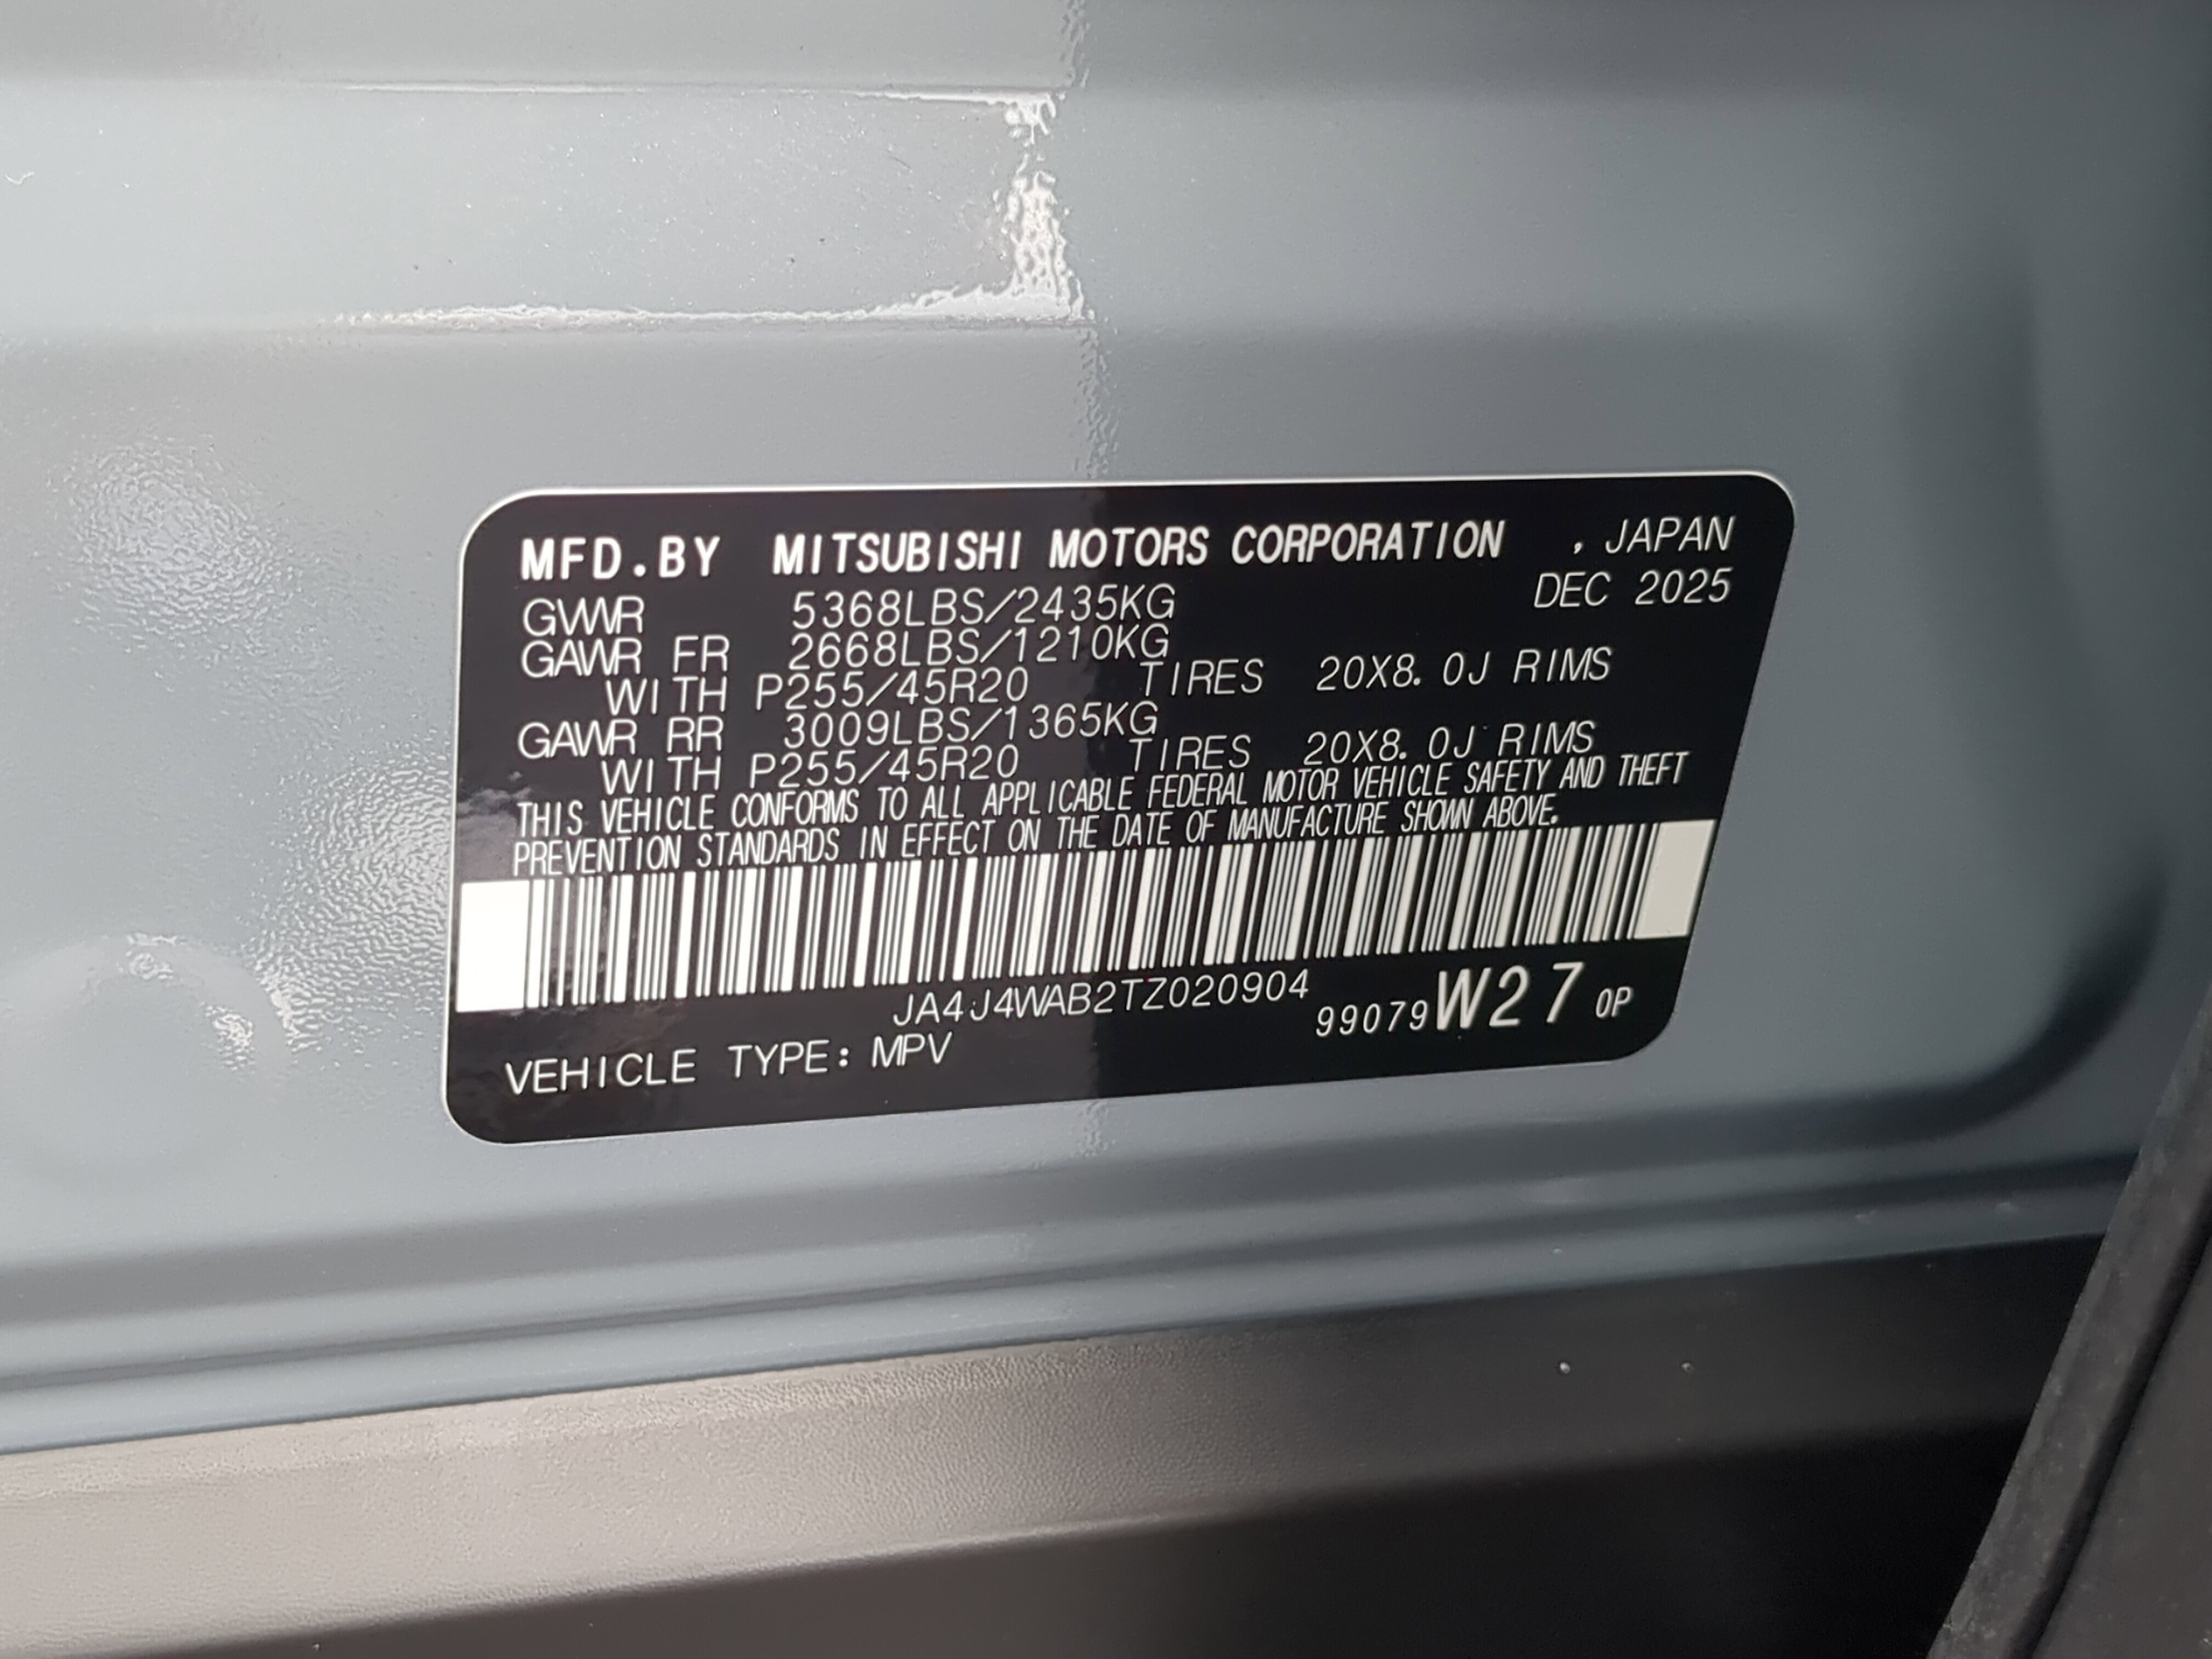 MFD.BY MITSUBISHI MOTORS CORPORATION , JAPAN
DEC 2025
GVWR 5368LBS/2435KG
GAWR FR 2668LBS/1210KG
WITH P255/45R20 TIRES 20X8.0J RIMS
GAWR RR 3009LBS/1365KG
WITH P255/45R20 TIRES 20X8.0J RIMS
THIS VEHICLE CONFORMS TO ALL APPLICABLE FEDERAL MOTOR VEHICLE SAFETY AND THEFT
PREVENTION STANDARDS IN EFFECT ON THE DATE OF MANUFACTURE SHOWN ABOVE.
JA4J4WAB2TZ020904
99079W27 0P
VEHICLE TYPE: MPV